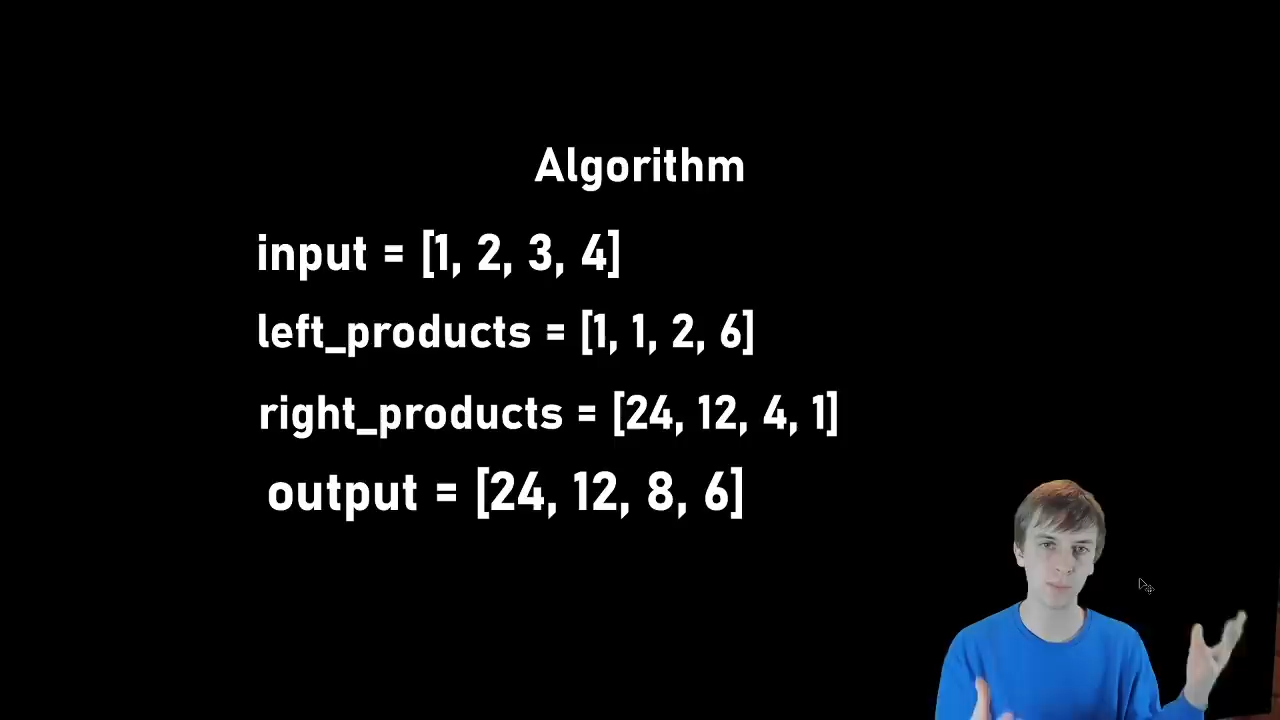 Algorithm
input = [1, 2, 3, 4]
left_products = [1, 1, 2, 6]
right_products = [24, 12, 4, 1]
output = [24, 12, 8, 6]